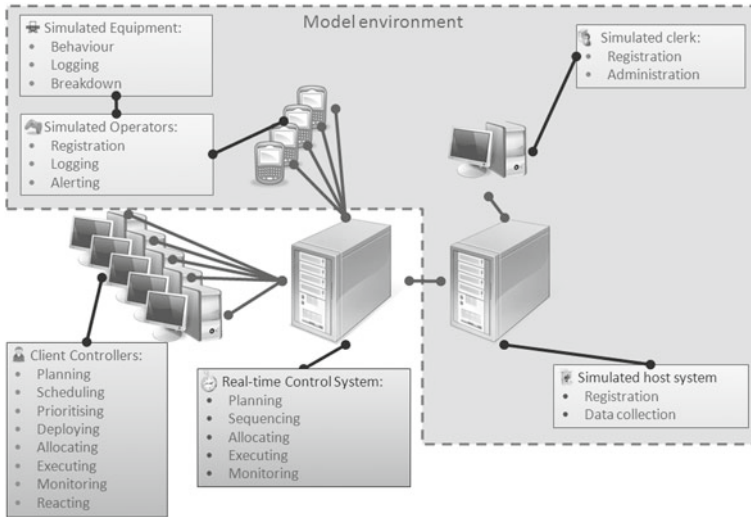 Model environment
Simulated Equipment:
• Behaviour
• Logging
• Breakdown
Simulated clerk:
• Registration
• Administration
Simulated Operators:
• Registration
• Logging
• Alerting
Client Controllers:
• Planning
• Scheduling
• Prioritising
• Deploying
• Allocating
• Executing
• Monitoring
• Reacting
Real-time Control System:
• Planning
• Sequencing
• Allocating
• Executing
• Monitoring
Simulated host system
• Registration
• Data collection